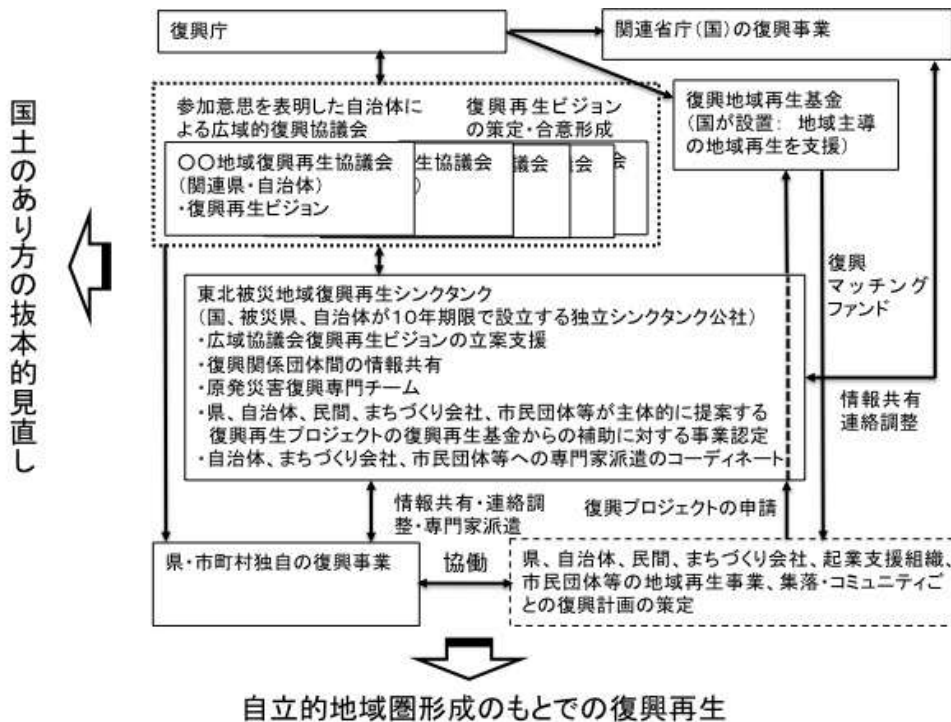 復興庁
関連省庁(国)の復興事業
国土のあり方の抜本的見直し
参加意思を表明した自治体に
よる広域的復興協議会
復興再生ビジョン
の策定・合意形成
復興地域再生基金
(国が設置: 地域主導
の地域再生を支援)
〇〇地域復興再生協議会
(関連県・自治体)
・復興再生ビジョン
生協議会
)
議会
会
会
復興
マッチング
ファンド
東北被災地域復興再生シンクタンク
(国、被災県、自治体が10年期限で設立する独立シンクタンク公社)
・広域協議会復興再生ビジョンの立案支援
・復興関係団体間の情報共有
・原発災害復興専門チーム
・県、自治体、民間、まちづくり会社、市民団体等が主体的に提案する
復興再生プロジェクトの復興再生基金からの補助に対する事業認定
・自治体、まちづくり会社、市民団体等への専門家派遣のコーディネート
情報共有
連絡調整
情報共有・連絡調
整・専門家派遣
復興プロジェクトの申請
県・市町村独自の復興事業
協働
県、自治体、民間、まちづくり会社、起業支援組織、
市民団体等の地域再生事業、集落・コミュニティご
との復興計画の策定
自立的地域圏形成のもとでの復興再生